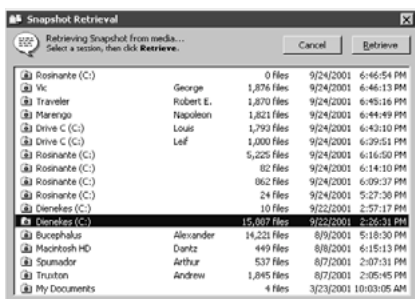 Snapshot Retrieval
Retrieving Snapshot from media...
Select a session, then click Retrieve.
Cancel
Retrieve
Rosinante (C:) 0 files 9/24/2001 6:46:54 PM
Vic George 1,876 files 9/24/2001 6:46:13 PM
Traveler Robert E. 1,870 files 9/24/2001 6:45:16 PM
Marengo Napoleon 1,821 files 9/24/2001 6:44:49 PM
Drive C (C:) Louis 1,793 files 9/24/2001 6:43:10 PM
Drive C (C:) Leif 1,000 files 9/24/2001 6:39:51 PM
Rosinante (C:) 5,225 files 9/24/2001 6:16:50 PM
Rosinante (C:) 82 files 9/24/2001 6:14:10 PM
Rosinante (C:) 862 files 9/24/2001 6:09:37 PM
Rosinante (C:) 24 files 9/24/2001 5:27:38 PM
Dienekes (C:) 10 files 9/22/2001 2:57:17 PM
Dienekes (C:) 15,087 files 9/22/2001 2:26:31 PM
Bucephalus Alexander 14,221 files 8/9/2001 5:18:30 PM
Macintosh HD Dantz 449 files 8/8/2001 6:15:13 PM
Spumador Arthur 537 files 8/7/2001 2:07:31 PM
Truxton Andrew 1,845 files 8/7/2001 2:05:45 PM
My Documents 4 files 3/23/2001 10:03:05 AM